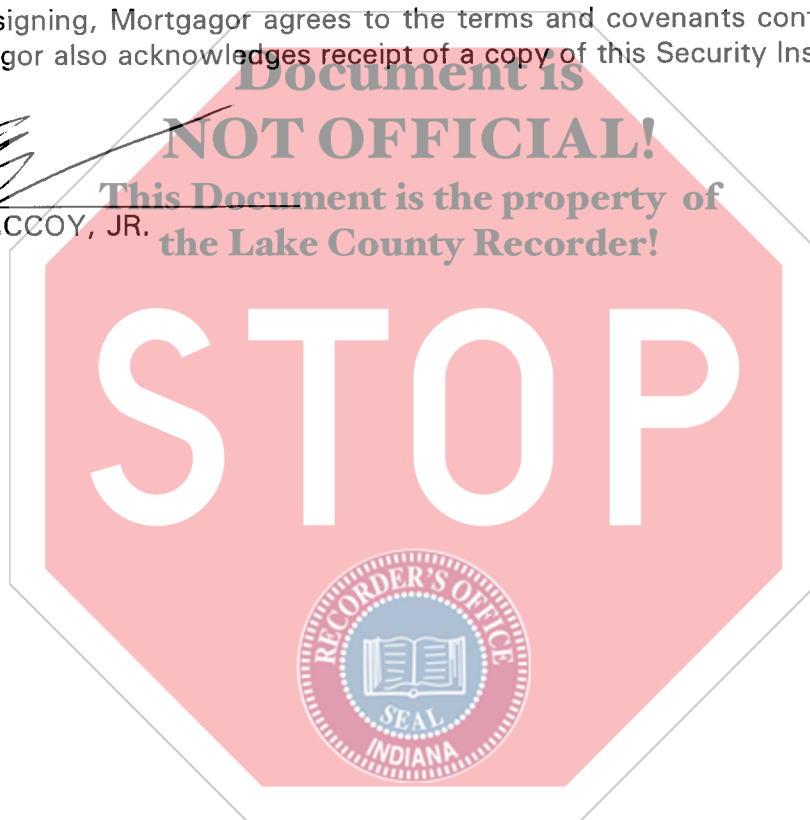 signing, Mortgagor agrees to the terms and covenants con
gor also acknowledges receipt of a copy of this Security Ins
Document is
NOT OFFICIAL!
This Document is the property of
CCOY, JR.
the Lake County Recorder!
STOP
RECORDER'S OFFICE
SEAL
INDIANA